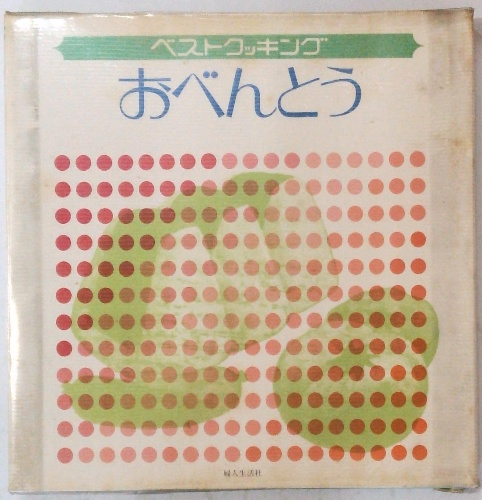 ベストクッキング
おべんとう
婦人生活社